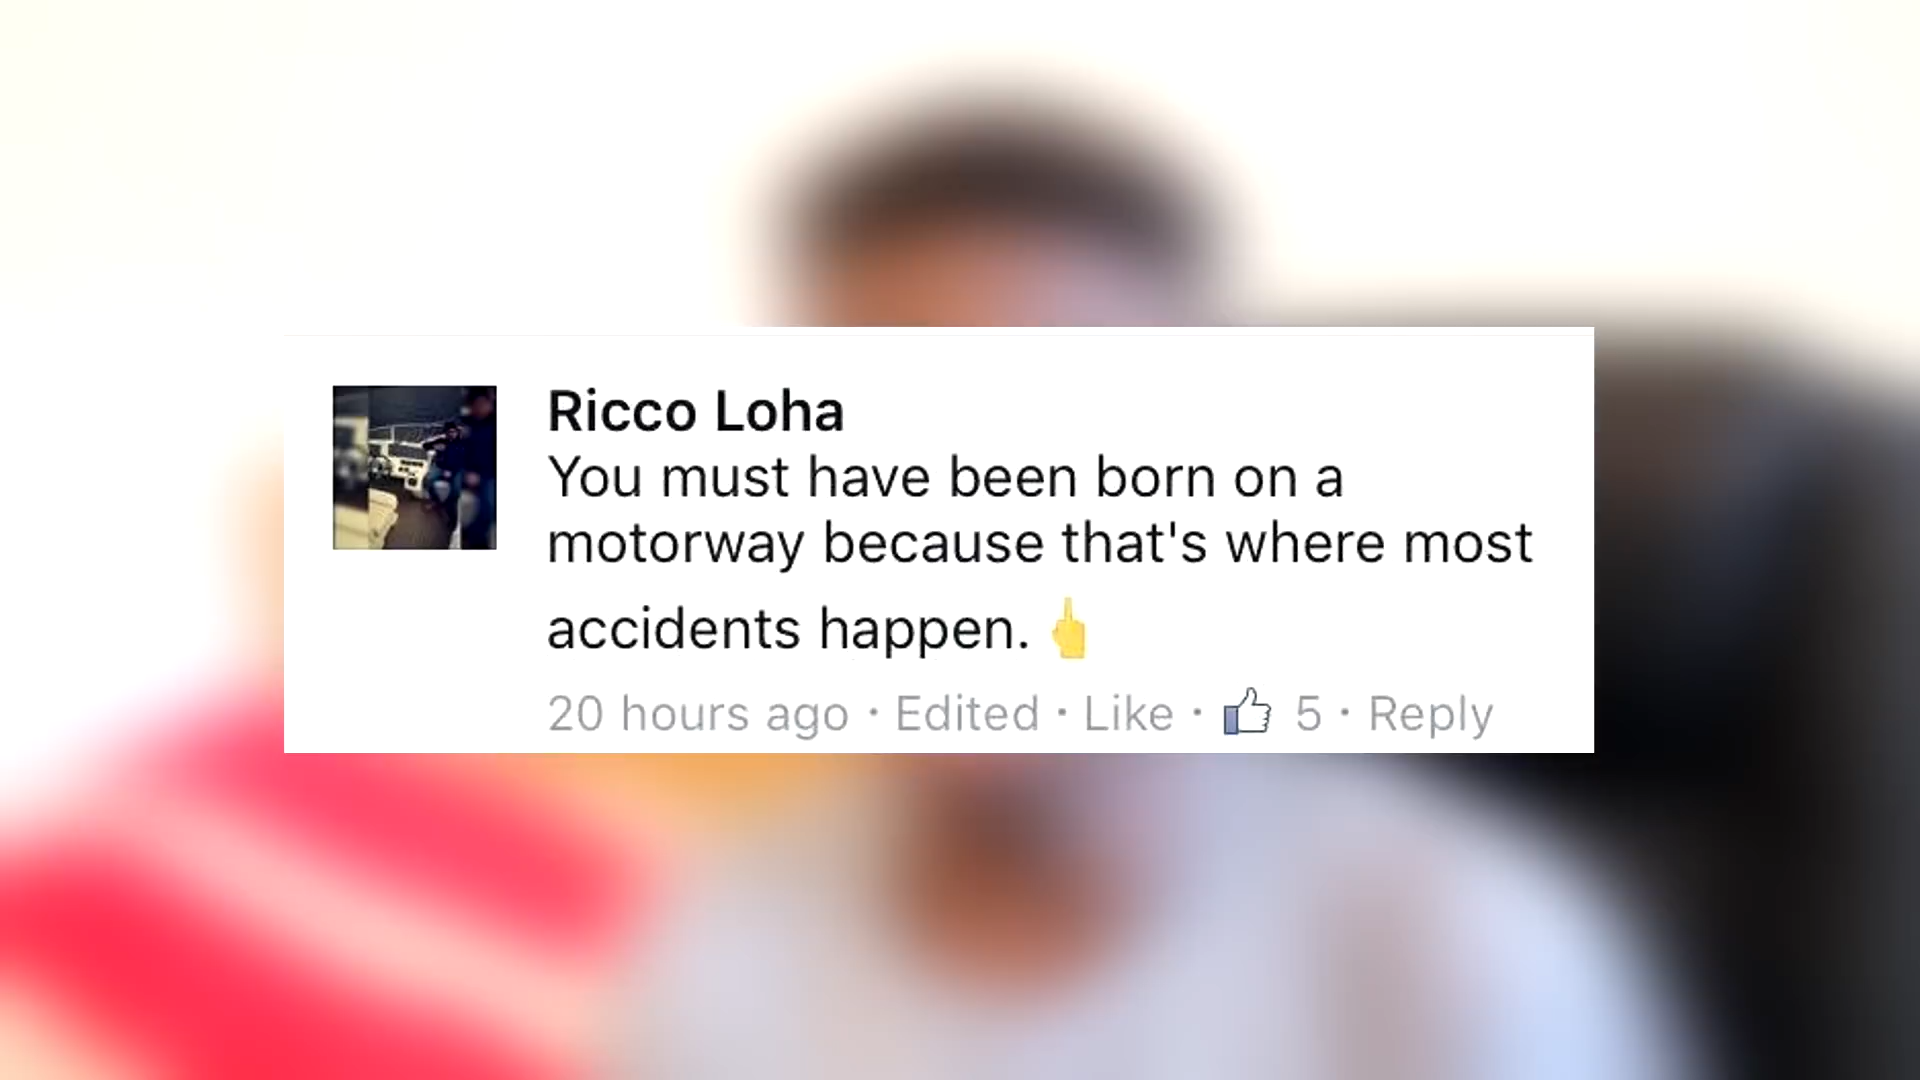 Ricco Loha
You must have been born on a
motorway because that's where most
accidents happen. 🖕
20 hours ago · Edited · Like · 👍 5 · Reply